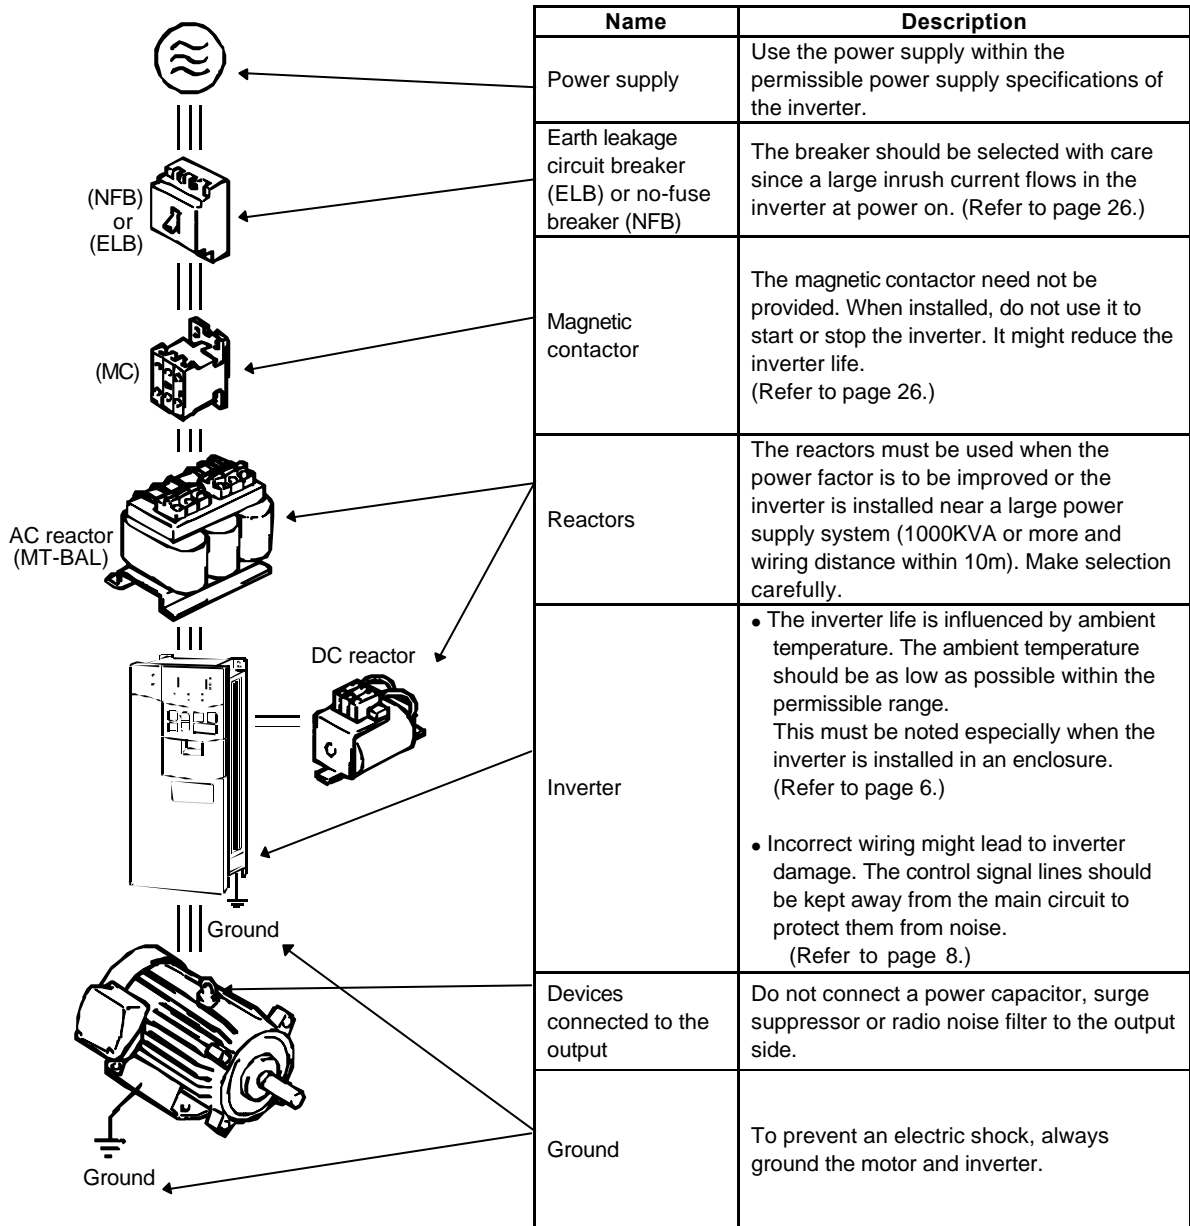 (NFB)
or
(ELB)
(MC)
AC reactor
(MT-BAL)
DC reactor
Ground
Ground
Name Description
Power supply
Use the power supply within the
permissible power supply specifications of
the inverter.
Earth leakage
circuit breaker
(ELB) or no-fuse
breaker (NFB)
The breaker should be selected with care
since a large inrush current flows in the
inverter at power on. (Refer to page 26.)
Magnetic
contactor
The magnetic contactor need not be
provided. When installed, do not use it to
start or stop the inverter. It might reduce the
inverter life.
(Refer to page 26.)
Reactors
The reactors must be used when the
power factor is to be improved or the
inverter is installed near a large power
supply system (1000KVA or more and
wiring distance within 10m). Make selection
carefully.
Inverter
• The inverter life is influenced by ambient
temperature. The ambient temperature
should be as low as possible within the
permissible range.
This must be noted especially when the
inverter is installed in an enclosure.
(Refer to page 6.)
• Incorrect wiring might lead to inverter
damage. The control signal lines should
be kept away from the main circuit to
protect them from noise.
(Refer to page 8.)
Devices
connected to the
output
Do not connect a power capacitor, surge
suppressor or radio noise filter to the output
side.
Ground
To prevent an electric shock, always
ground the motor and inverter.